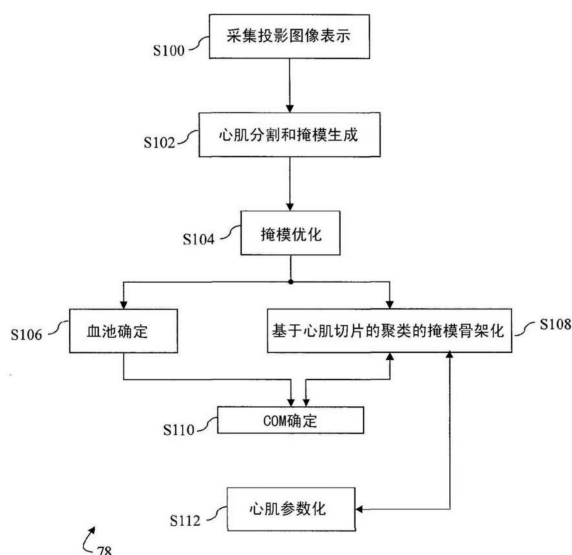 采集投影图像表示
S100
心肌分割和掩模生成
S102
掩模优化
S104
血池确定
S106
基于心肌切片的聚类的掩模骨架化
S108
COM确定
S110
心肌参数化
S112
78